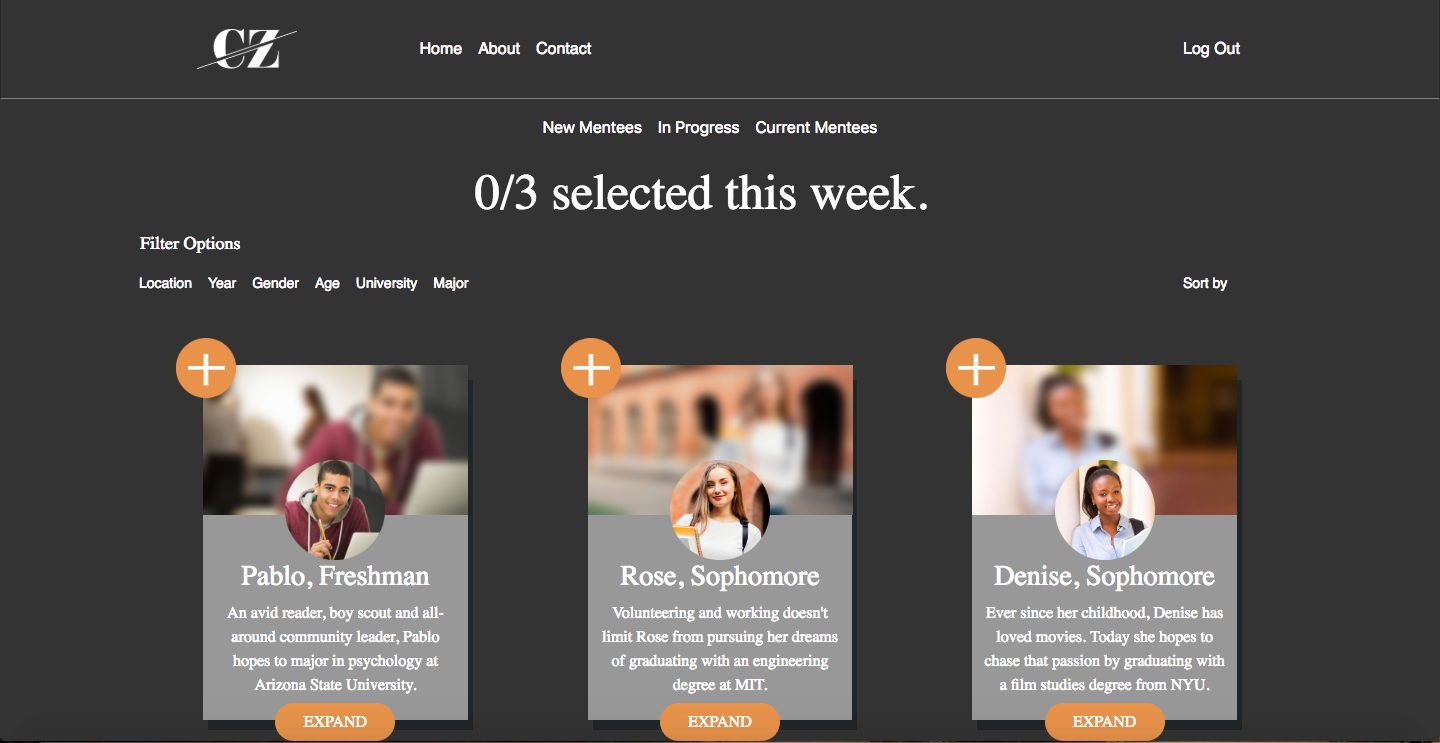 CZ
Home About Contact Log Out
New Mentees In Progress Current Mentees
0/3 selected this week.
Filter Options
Location Year Gender Age University Major Sort by
Pablo, Freshman
An avid reader, boy scout and all-
around community leader, Pablo
hopes to major in psychology at
Arizona State University.
EXPAND
Rose, Sophomore
Volunteering and working doesn't
limit Rose from pursuing her dreams
of graduating with an engineering
degree at MIT.
EXPAND
Denise, Sophomore
Ever since her childhood, Denise has
loved movies. Today she hopes to
chase that passion by graduating with
a film studies degree from NYU.
EXPAND